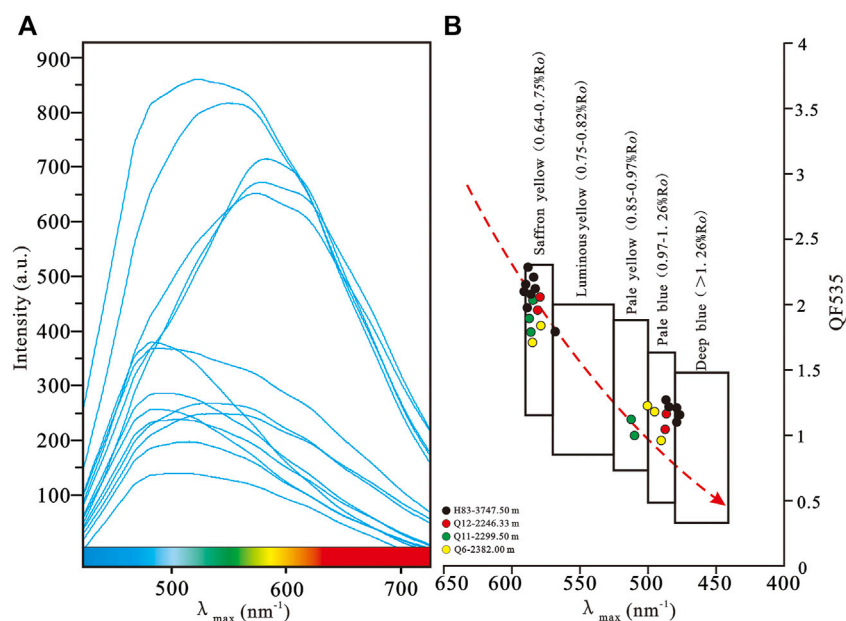 A
900
800
700
600
500
400
300
200
100
Intensity (a.u.)
500
600
700
λ max (nm⁻¹)
B
Saffron yellow (0.64-0.75%Ro)
Luminous yellow (0.75-0.82%Ro)
Pale yellow (0.85-0.97%Ro)
Pale blue (0.97-1.26%Ro)
Deep blue (>1.26%Ro)
H83-3747.50 m
Q12-2246.33 m
Q11-2299.50 m
Q6-2382.00 m
4
3.5
3
2.5
2
1.5
1
0.5
0
QF535
650
600
550
500
450
400
λ max (nm⁻¹)